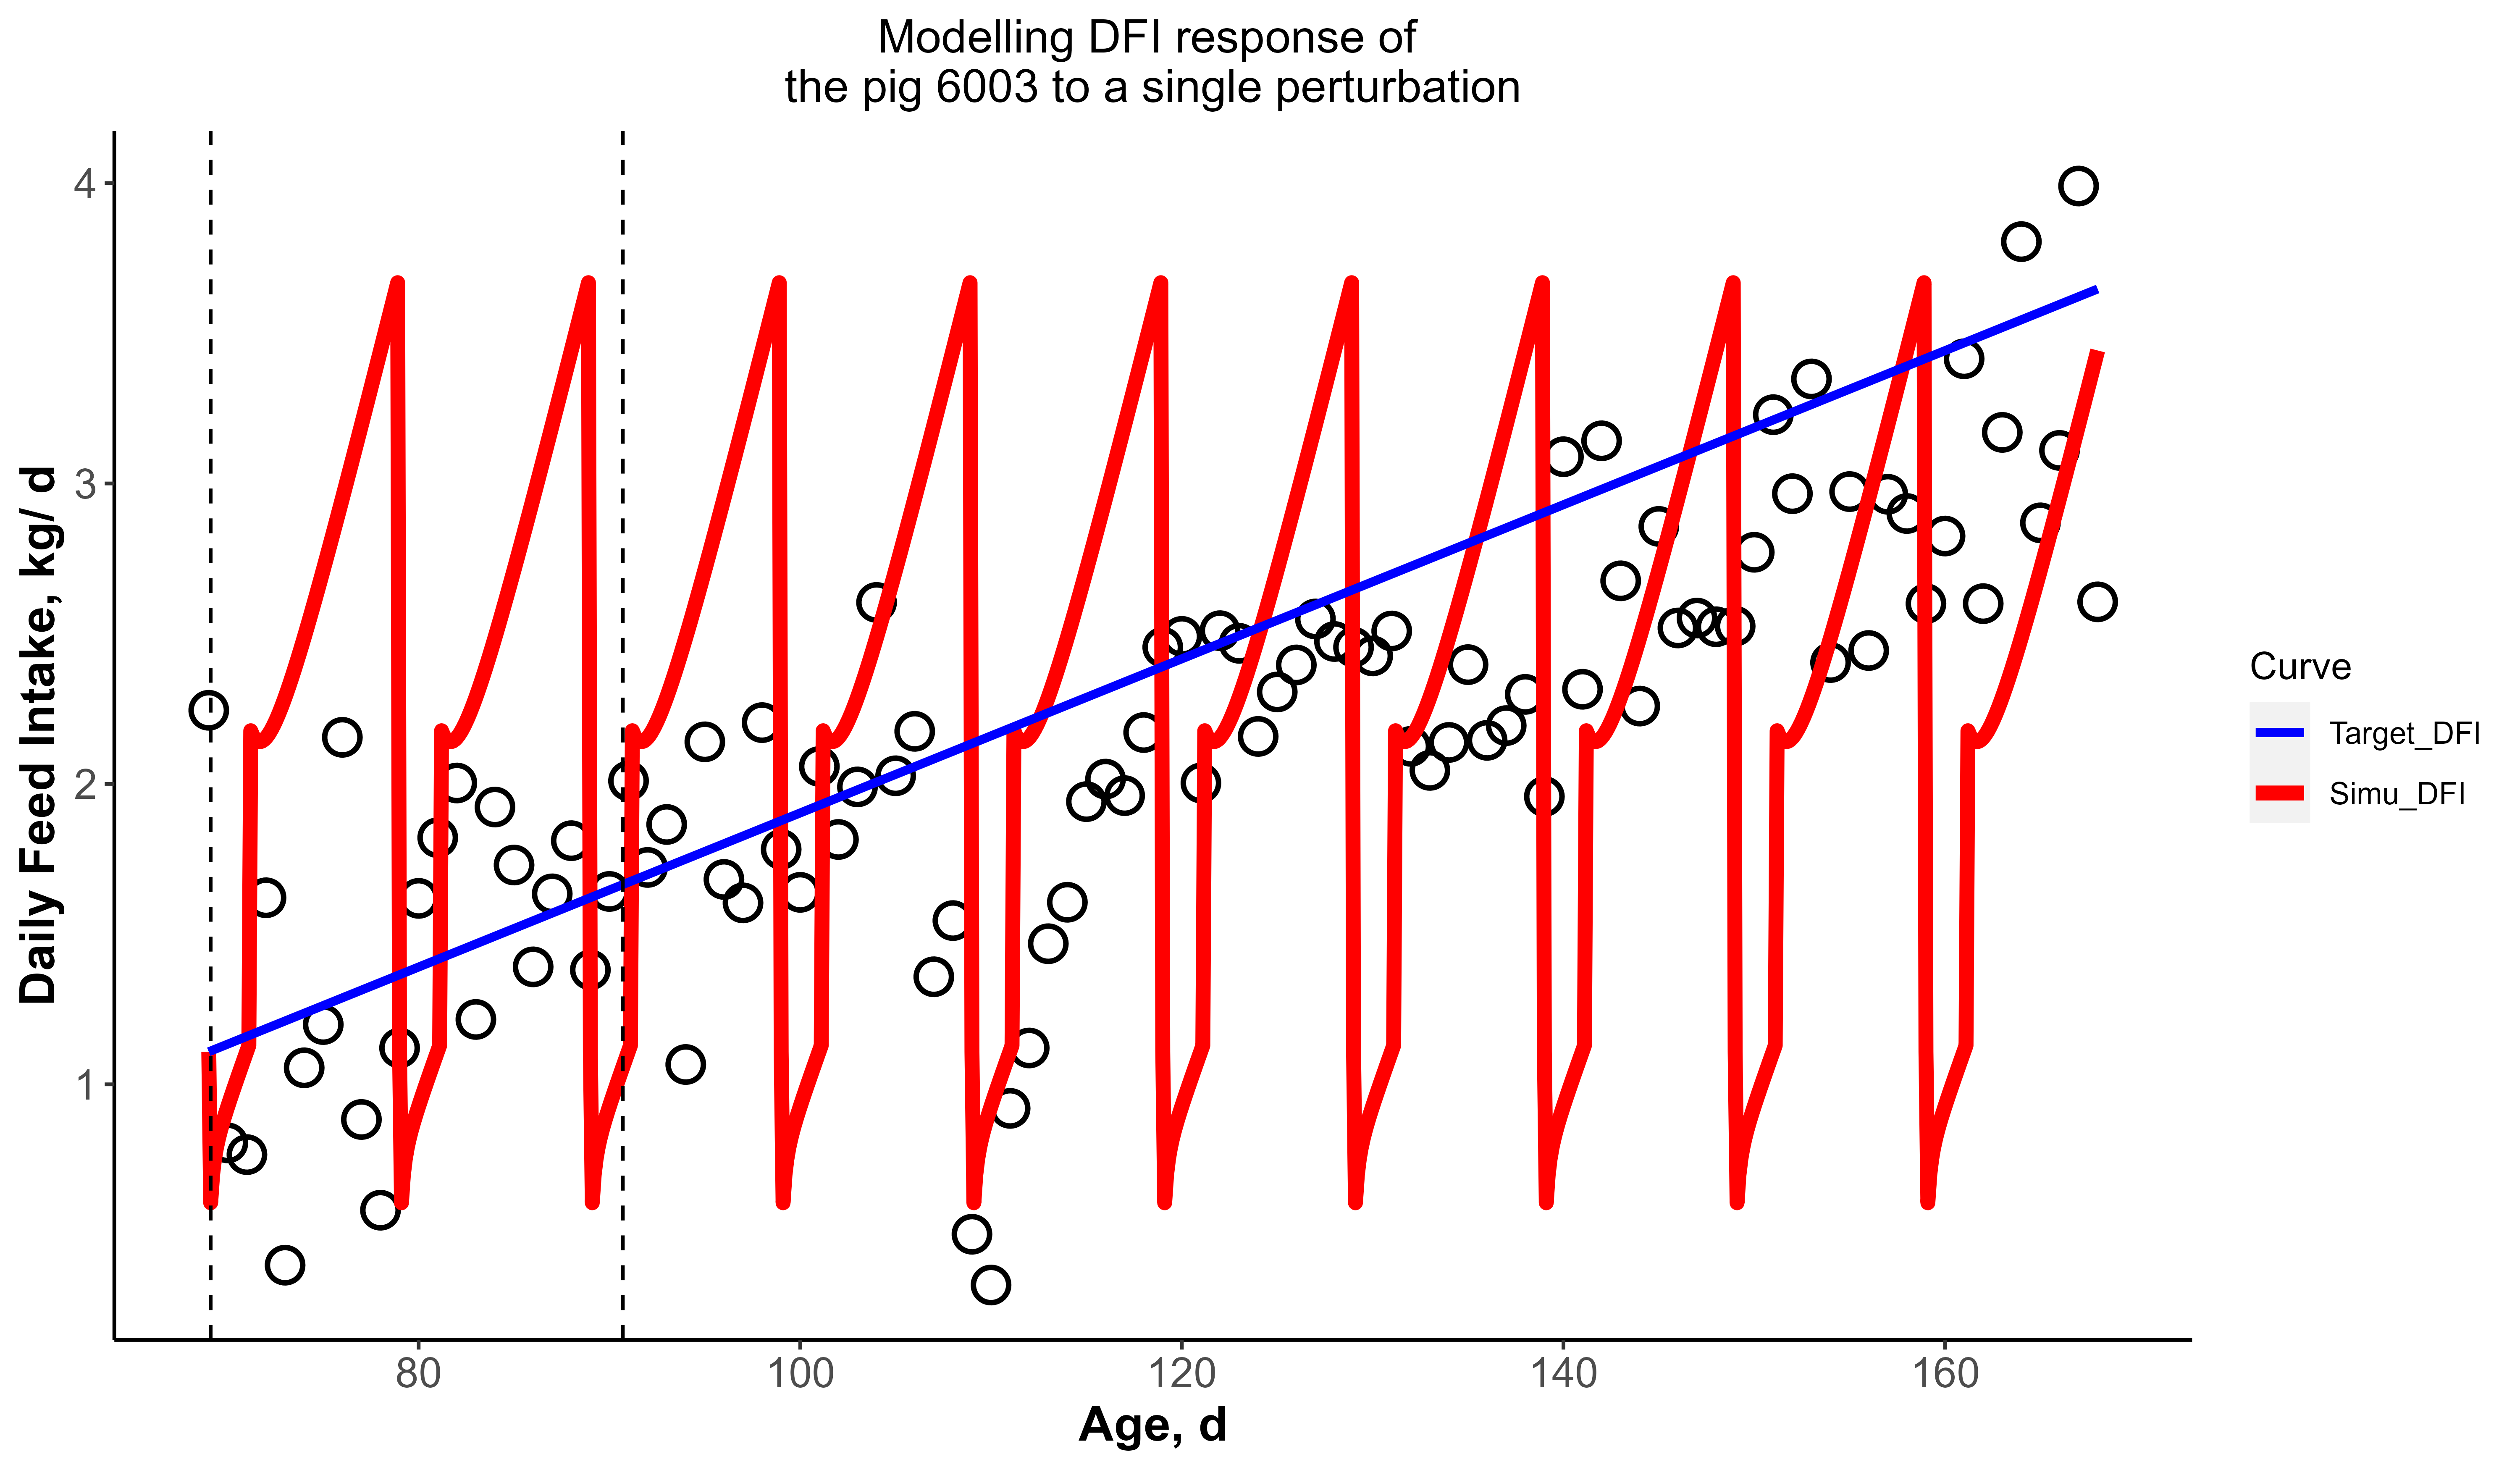 Modelling DFI response of
the pig 6003 to a single perturbation
Daily Feed Intake, kg/ d
4
3
2
1
80 100 120 140 160
Age, d
Curve
Target_DFI
Simu_DFI